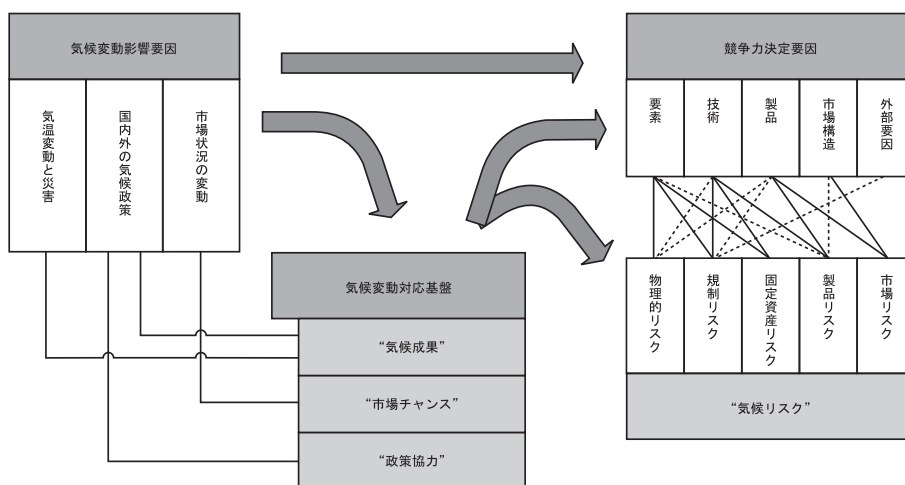 気候変動影響要因
気温変動と災害
国内外の気候政策
市場状況の変動
気候変動対応基盤
“気候成果”
“市場チャンス”
“政策協力”
競争力決定要因
要素
技術
製品
市場構造
外部要因
物理的リスク
規制リスク
固定資産リスク
製品リスク
市場リスク
“気候リスク”